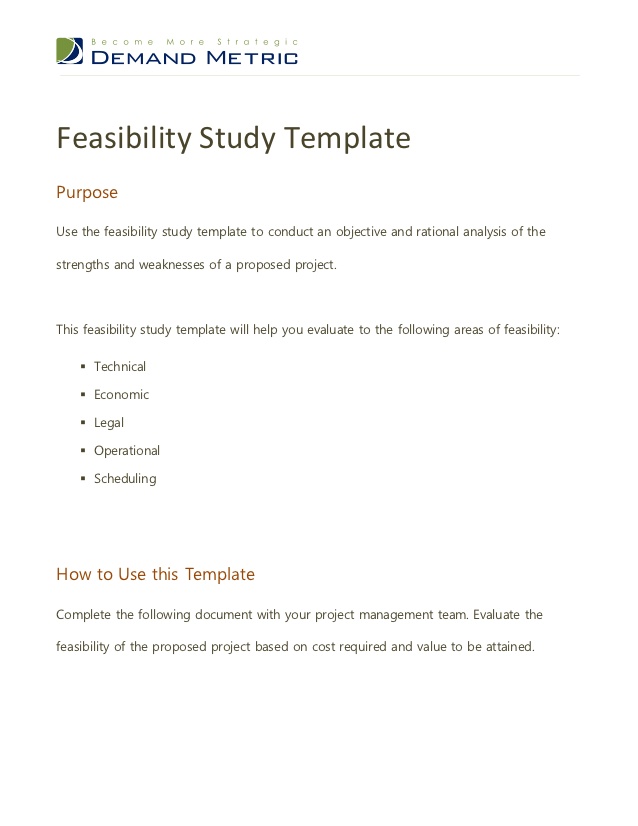 Become More Strategic
DEMAND METRIC
Feasibility Study Template
Purpose
Use the feasibility study template to conduct an objective and rational analysis of the
strengths and weaknesses of a proposed project.
This feasibility study template will help you evaluate to the following areas of feasibility:
▪ Technical
▪ Economic
▪ Legal
▪ Operational
▪ Scheduling
How to Use this Template
Complete the following document with your project management team. Evaluate the
feasibility of the proposed project based on cost required and value to be attained.